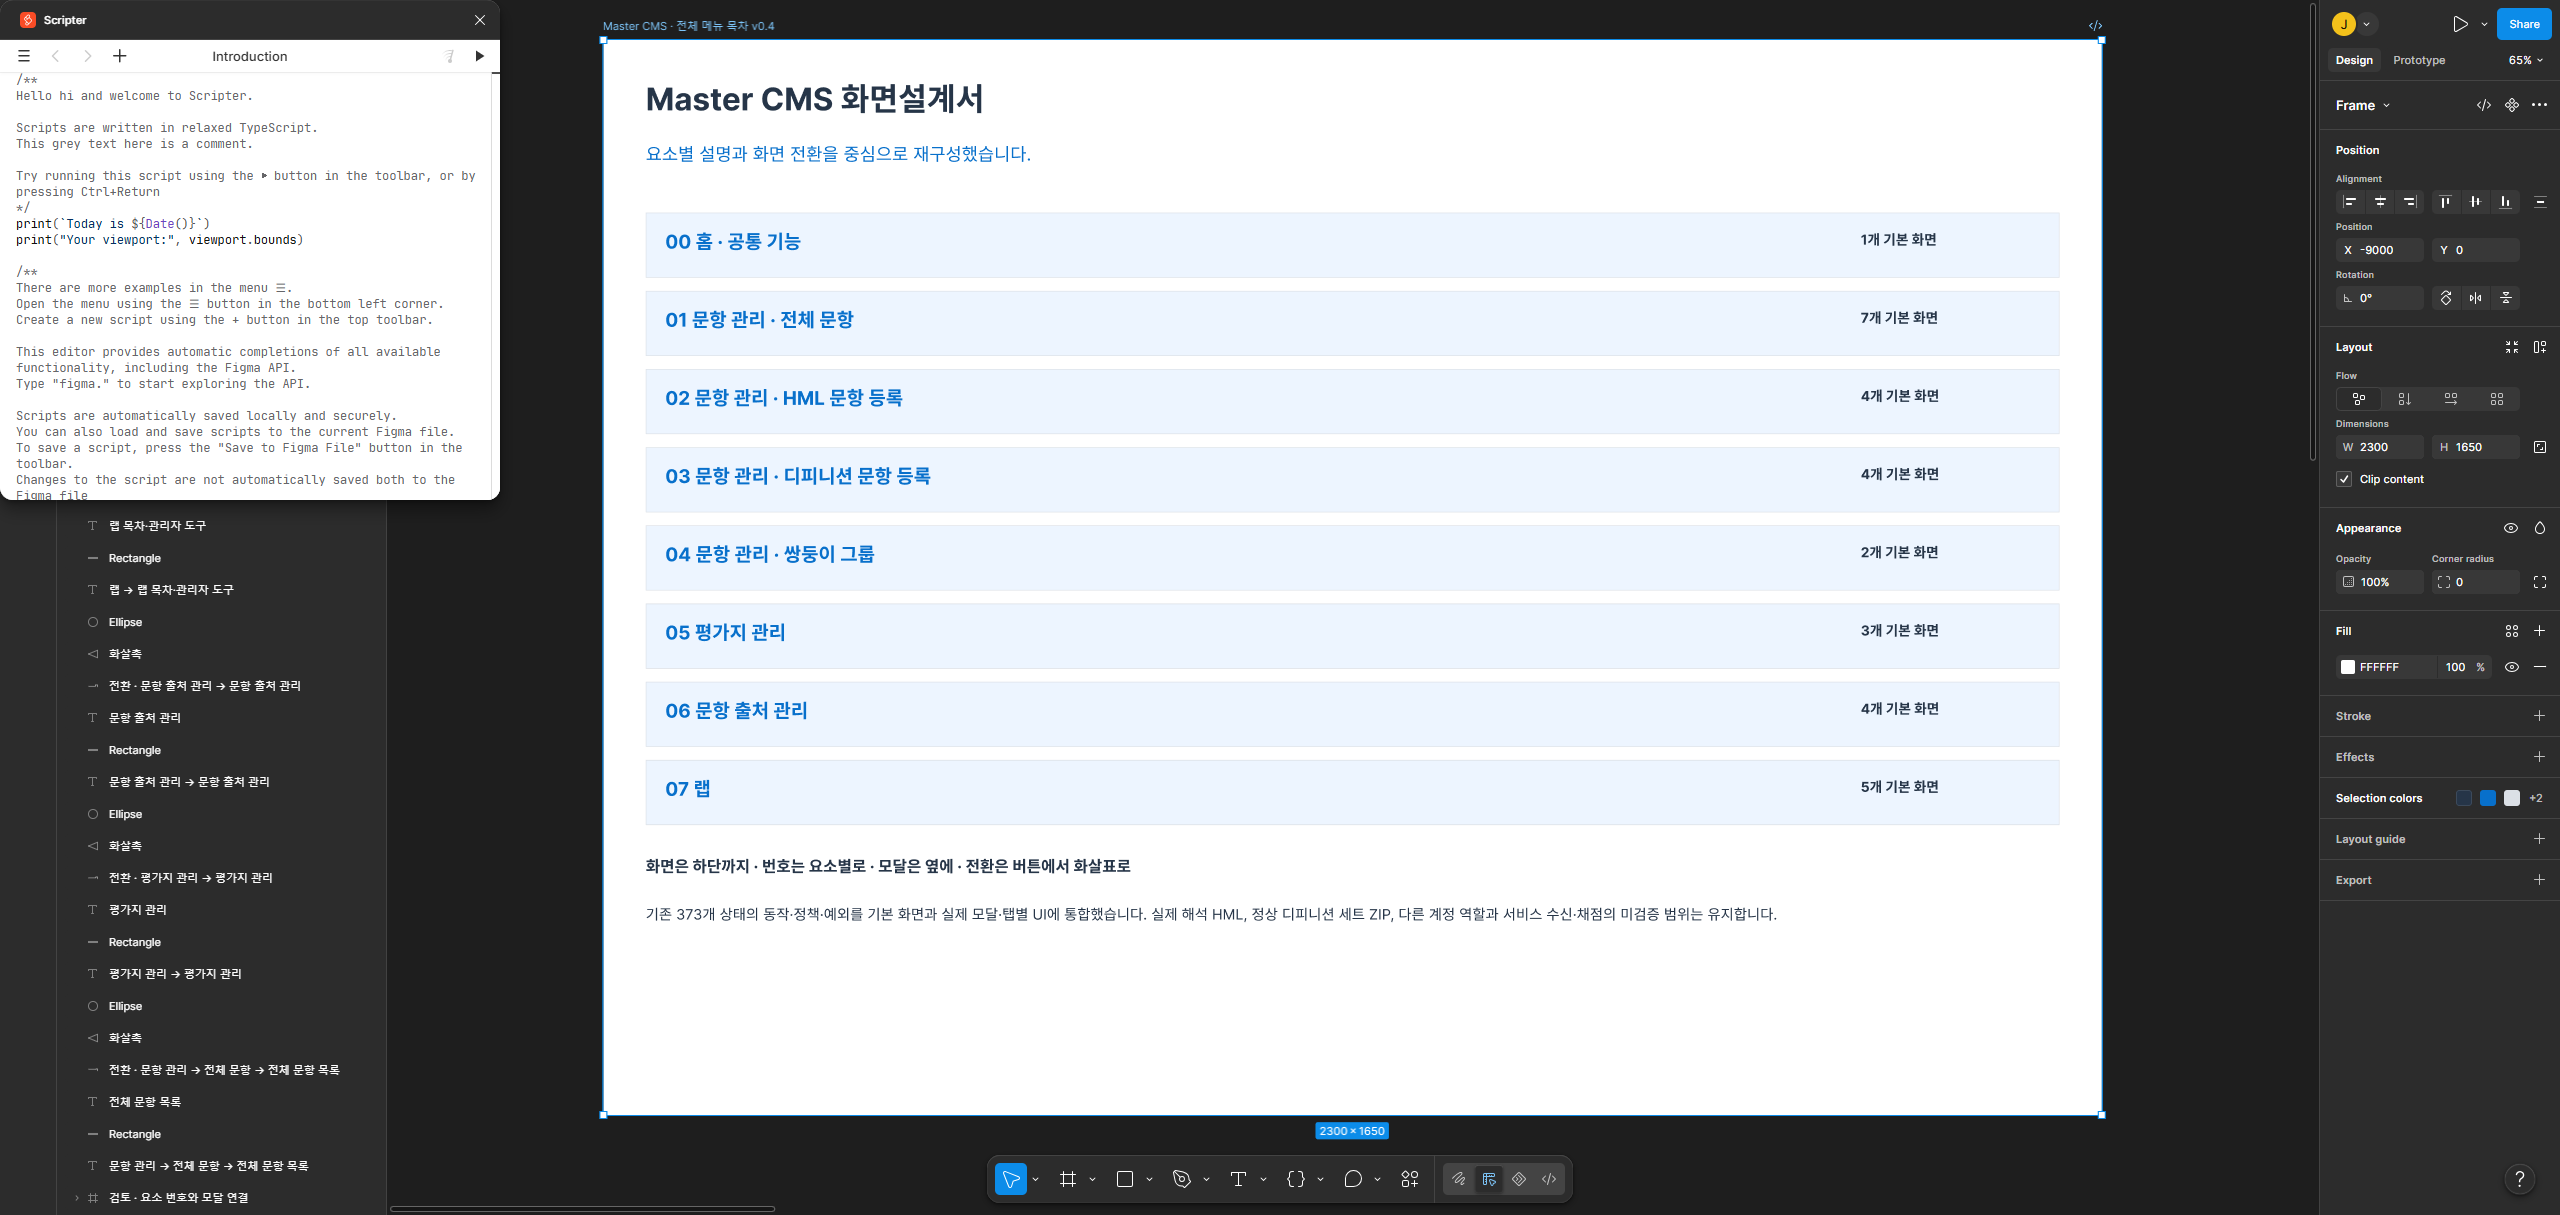 Scripter
Introduction
/**
Hello hi and welcome to Scripter.
Scripts are written in relaxed TypeScript.
This grey text here is a comment.
Try running this script using the ▶ button in the toolbar, or by
pressing Ctrl+Return
*/
print(`Today is ${Date()}`)
print("Your viewport:", viewport.bounds)
/**
There are more examples in the menu ☰.
Open the menu using the ☰ button in the bottom left corner.
Create a new script using the + button in the top toolbar.
This editor provides automatic completions of all available
functionality, including the Figma API.
Type "figma." to start exploring the API.
Scripts are automatically saved locally and securely.
You can also load and save scripts to the current Figma file.
To save a script, press the "Save to Figma File" button in the
toolbar.
Changes to the script are not automatically saved both to the
Figma file
랩 목차·관리자 도구
Rectangle
랩 → 랩 목차·관리자 도구
Ellipse
화살촉
전환 · 문항 출처 관리 → 문항 출처 관리
문항 출처 관리
Rectangle
문항 출처 관리 → 문항 출처 관리
Ellipse
화살촉
전환 · 평가지 관리 → 평가지 관리
평가지 관리
Rectangle
평가지 관리 → 평가지 관리
Ellipse
화살촉
전환 · 문항 관리 → 전체 문항 → 전체 문항 목록
전체 문항 목록
Rectangle
문항 관리 → 전체 문항 → 전체 문항 목록
검토 · 요소 번호와 모달 연결
Master CMS · 전체 메뉴 목차 v0.4
Master CMS 화면설계서
요소별 설명과 화면 전환을 중심으로 재구성했습니다.
00 홈 · 공통 기능 1개 기본 화면
01 문항 관리 · 전체 문항 7개 기본 화면
02 문항 관리 · HML 문항 등록 4개 기본 화면
03 문항 관리 · 디피니션 문항 등록 4개 기본 화면
04 문항 관리 · 쌍둥이 그룹 2개 기본 화면
05 평가지 관리 3개 기본 화면
06 문항 출처 관리 4개 기본 화면
07 랩 5개 기본 화면
화면은 하단까지 · 번호는 요소별로 · 모달은 옆에 · 전환은 버튼에서 화살표로
기존 373개 상태의 동작·정책·예외를 기본 화면과 실제 모달·탭별 UI에 통합했습니다. 실제 해석 HML, 정상 디피니션 세트 ZIP, 다른 계정 역할과 서비스 수신·채점의 미검증 범위는 유지합니다.
2300 × 1650
J
Share
Design Prototype 65%
Frame
Position
Alignment
Position
X -9000 Y 0
Rotation
0°
Layout
Flow
Dimensions
W 2300 H 1650
Clip content
Appearance
Opacity Corner radius
100% 0
Fill
FFFFFF 100 %
Stroke
Effects
Selection colors +2
Layout guide
Export
?